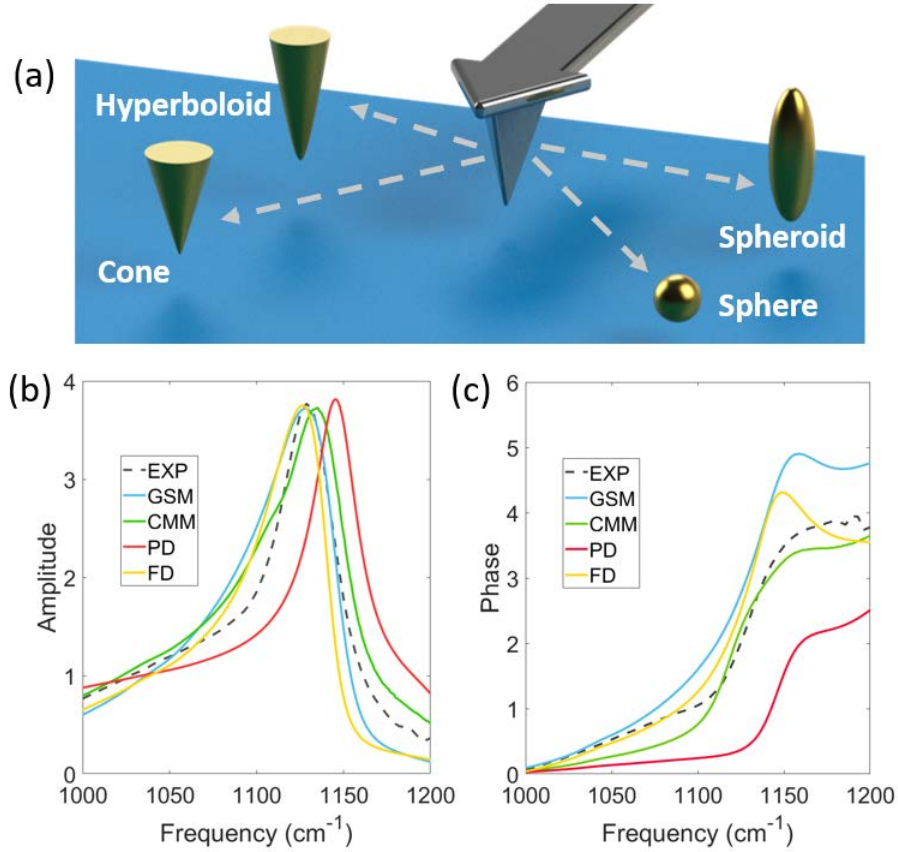 (a)
Hyperboloid
Cone
Spheroid
Sphere
(b)
4
3
2
1
0
Amplitude
EXP
GSM
CMM
PD
FD
1000 1050 1100 1150 1200
Frequency (cm⁻¹)
(c)
6
5
4
3
2
1
0
Phase
EXP
GSM
CMM
PD
FD
1000 1050 1100 1150 1200
Frequency (cm⁻¹)